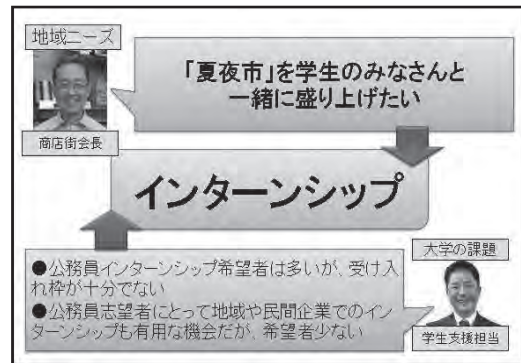 地域ニーズ
「夏夜市」を学生のみなさんと
一緒に盛り上げたい
商店街会長
インターンシップ
大学の課題
●公務員インターンシップ希望者は多いが、受け入
れ枠が十分でない
●公務員志望者にとって地域や民間企業でのイン
ターンシップも有用な機会だが、希望者少ない
学生支援担当